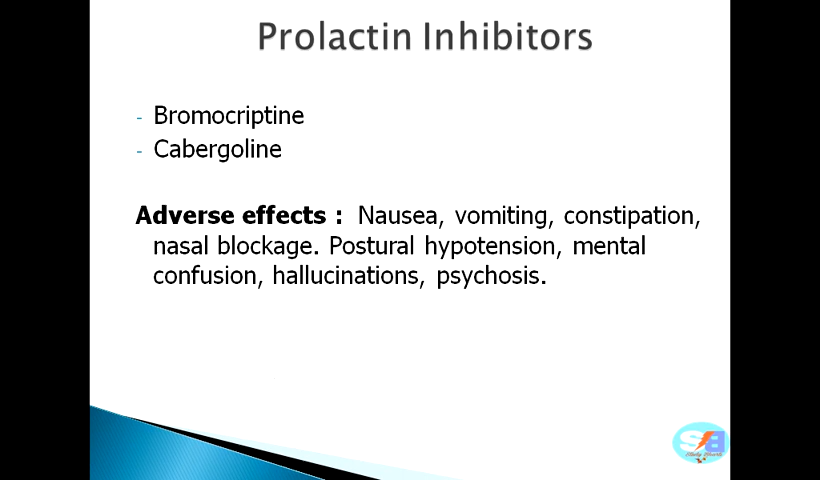 Prolactin Inhibitors
- Bromocriptine
- Cabergoline
Adverse effects : Nausea, vomiting, constipation,
nasal blockage. Postural hypotension, mental
confusion, hallucinations, psychosis.